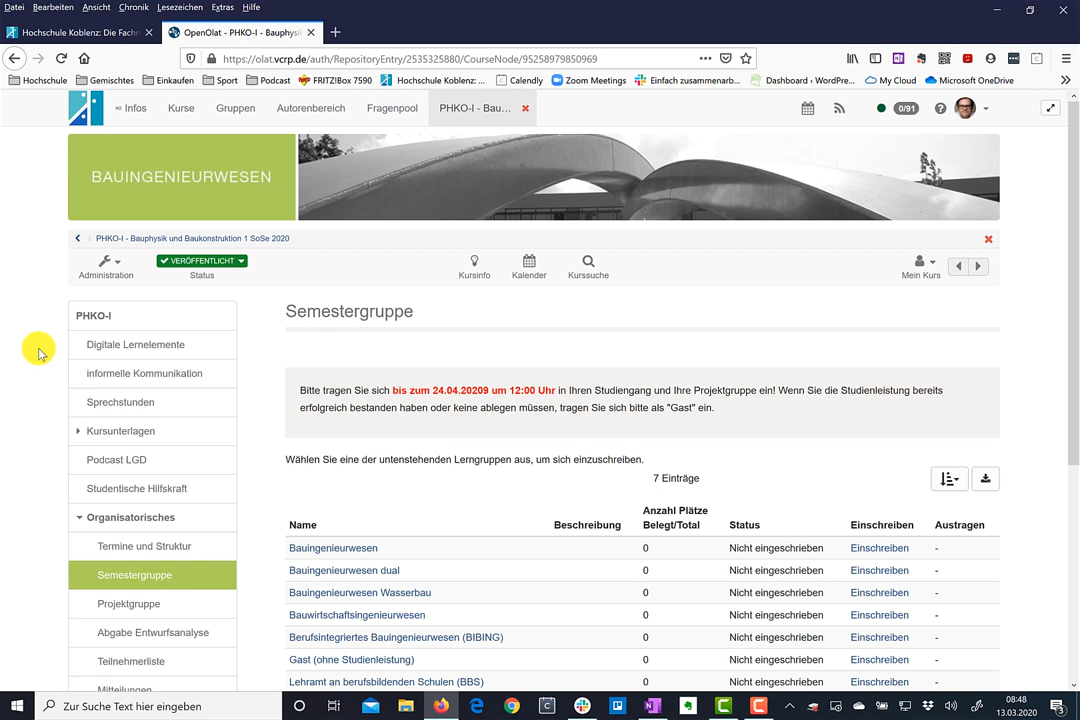 Datei Bearbeiten Ansicht Chronik Lesezeichen Extras Hilfe
Hochschule Koblenz: Die Fachn
OpenOlat - PHKO-I - Bauphysik
https://olat.vcrp.de/auth/RepositoryEntry/2535325880/CourseNode/95258979850969
Hochschule Gemischtes Einkaufen Sport Podcast FRITZ!Box 7590 Hochschule Koblenz: ... Calendly Zoom Meetings Einfach zusammenarb... Dashboard ‹ WordPre... My Cloud Microsoft OneDrive
Infos Kurse Gruppen Autorenbereich Fragenpool PHKO-I - Bau... 0/91
BAUINGENIEURWESEN
PHKO-I - Bauphysik und Baukonstruktion 1 SoSe 2020
VERÖFFENTLICHT
Administration Status Kursinfo Kalender Kurssuche Mein Kurs
PHKO-I
Digitale Lernelemente
informelle Kommunikation
Sprechstunden
Kursunterlagen
Podcast LGD
Studentische Hilfskraft
Organisatorisches
Termine und Struktur
Semestergruppe
Projektgruppe
Abgabe Entwurfsanalyse
Teilnehmerliste
Mitteilungen
Semestergruppe
Bitte tragen Sie sich bis zum 24.04.20209 um 12:00 Uhr in Ihren Studiengang und Ihre Projektgruppe ein! Wenn Sie die Studienleistung bereits
erfolgreich bestanden haben oder keine ablegen müssen, tragen Sie sich bitte als "Gast" ein.
Wählen Sie eine der untenstehenden Lerngruppen aus, um sich einzuschreiben.
7 Einträge
Name Beschreibung Anzahl Plätze Belegt/Total Status Einschreiben Austragen
Bauingenieurwesen 0 Nicht eingeschrieben Einschreiben -
Bauingenieurwesen dual 0 Nicht eingeschrieben Einschreiben -
Bauingenieurwesen Wasserbau 0 Nicht eingeschrieben Einschreiben -
Bauwirtschaftsingenieurwesen 0 Nicht eingeschrieben Einschreiben -
Berufsintegriertes Bauingenieurwesen (BIBING) 0 Nicht eingeschrieben Einschreiben -
Gast (ohne Studienleistung) 0 Nicht eingeschrieben Einschreiben -
Lehramt an berufsbildenden Schulen (BBS) 0 Nicht eingeschrieben Einschreiben -
Zur Suche Text hier eingeben
08:48
13.03.2020
3